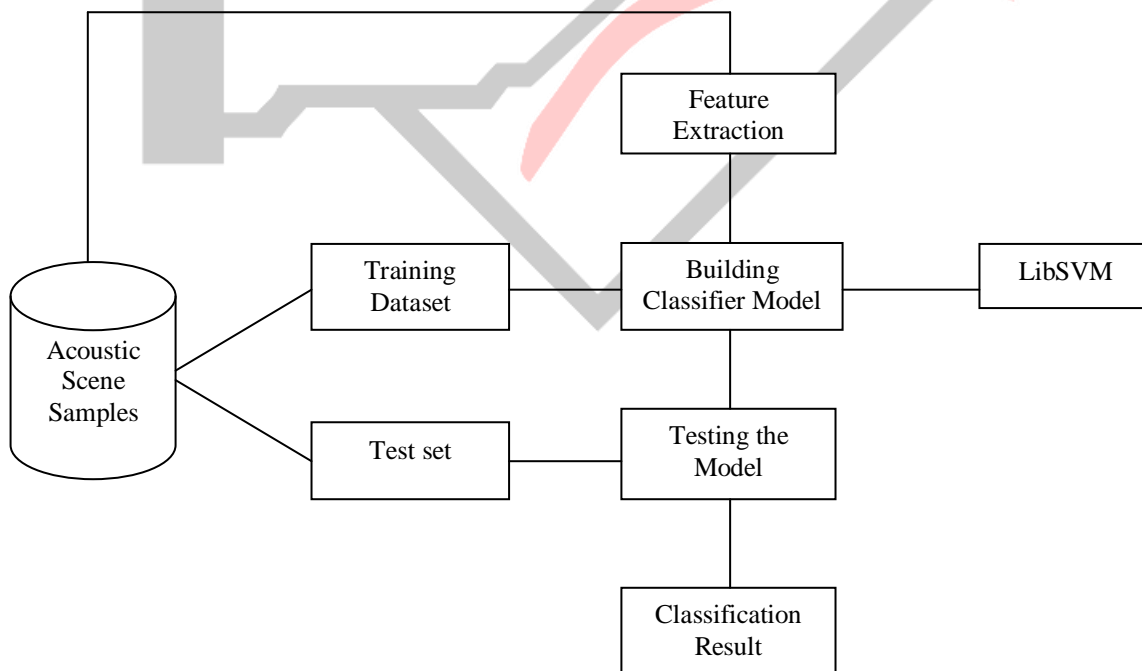 Feature
Extraction
Training
Dataset
Building
Classifier Model
LibSVM
Acoustic
Scene
Samples
Test set
Testing the
Model
Classification
Result